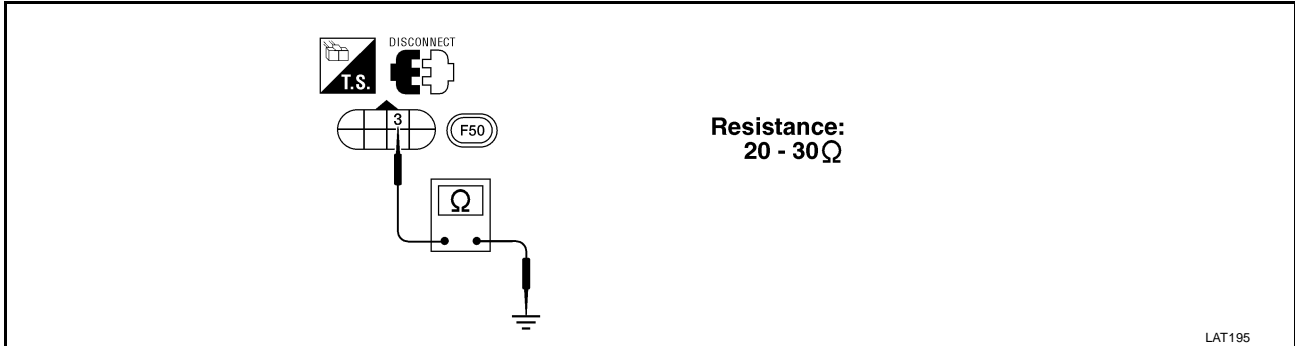 DISCONNECT
T.S.
3
F50
Ω
Resistance:
20 - 30Ω
LAT195